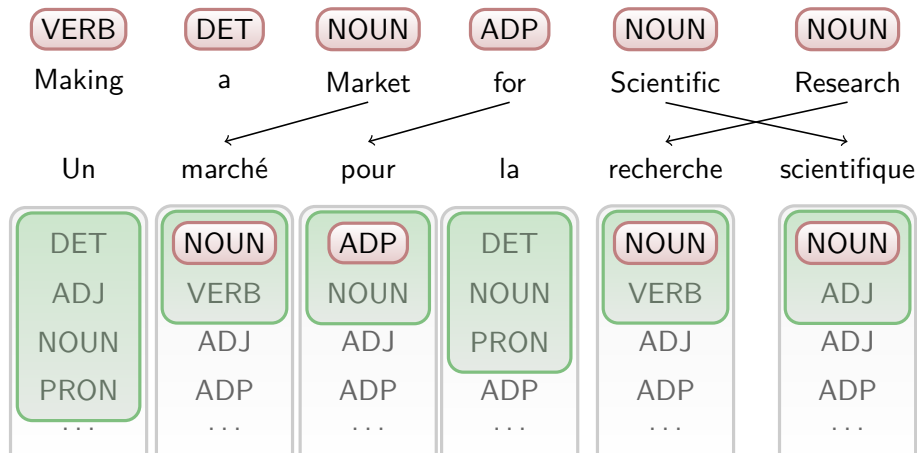 VERB DET NOUN ADP NOUN NOUN
Making a Market for Scientific Research
Un marché pour la recherche scientifique
DET NOUN ADP DET NOUN NOUN
ADJ VERB NOUN NOUN VERB ADJ
NOUN ADJ ADJ PRON ADJ ADJ
PRON ADP ADP ADP ADP ADP
... ... ... ... ... ...